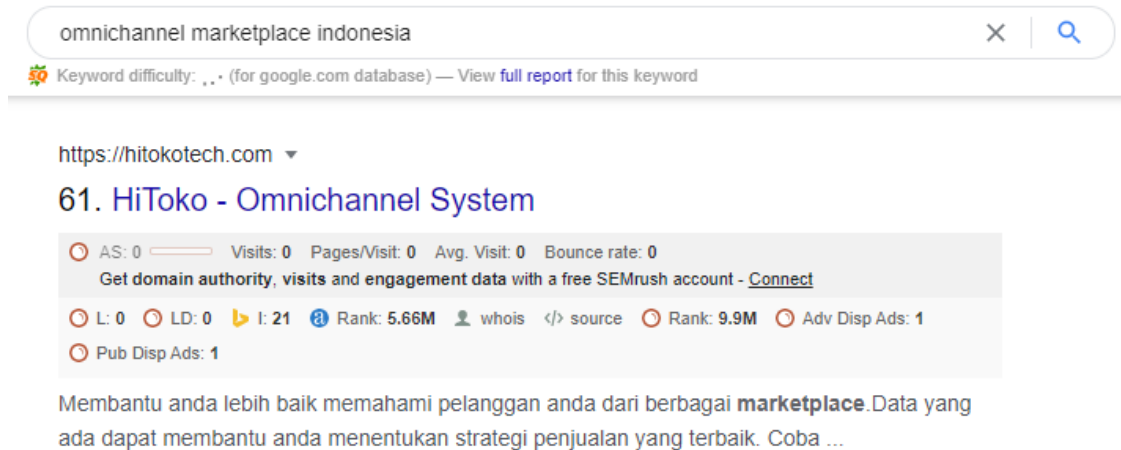 omnichannel marketplace indonesia
Keyword difficulty: (for google.com database) — View full report for this keyword
https://hitokotech.com
61. HiToko - Omnichannel System
AS: 0 Visits: 0 Pages/Visit: 0 Avg. Visit: 0 Bounce rate: 0
Get domain authority, visits and engagement data with a free SEMrush account - Connect
L: 0 LD: 0 I: 21 Rank: 5.66M whois </> source Rank: 9.9M Adv Disp Ads: 1
Pub Disp Ads: 1
Membantu anda lebih baik memahami pelanggan anda dari berbagai marketplace.Data yang
ada dapat membantu anda menentukan strategi penjualan yang terbaik. Coba ...